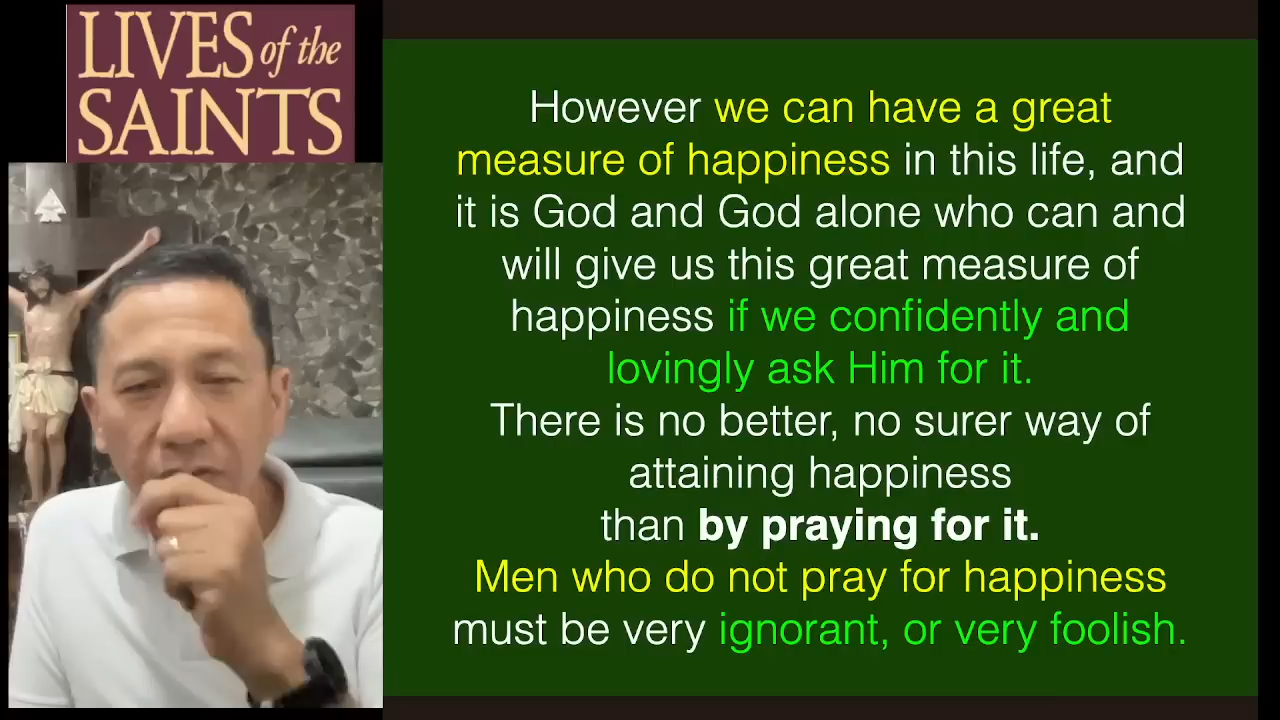 LIVES of the
SAINTS
However we can have a great
measure of happiness in this life, and
it is God and God alone who can and
will give us this great measure of
happiness if we confidently and
lovingly ask Him for it.
There is no better, no surer way of
attaining happiness
than by praying for it.
Men who do not pray for happiness
must be very ignorant, or very foolish.